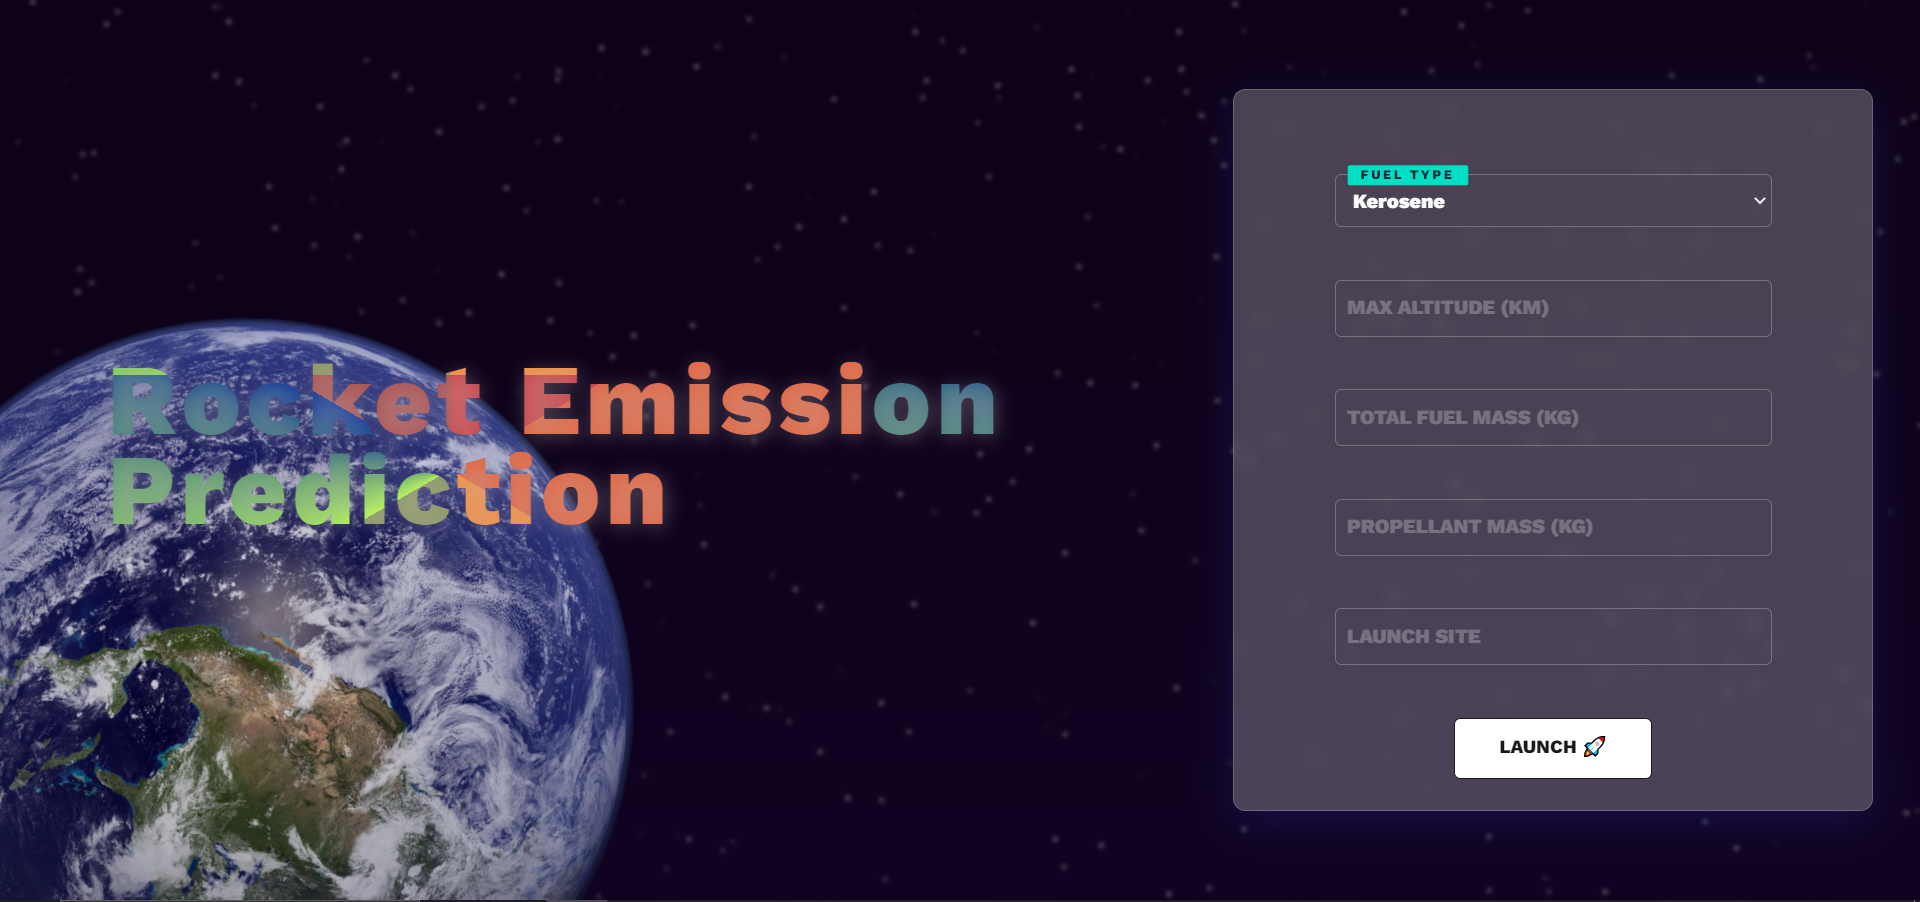 Rocket Emission
Prediction
FUEL TYPE
Kerosene
MAX ALTITUDE (KM)
TOTAL FUEL MASS (KG)
PROPELLANT MASS (KG)
LAUNCH SITE
LAUNCH 🚀